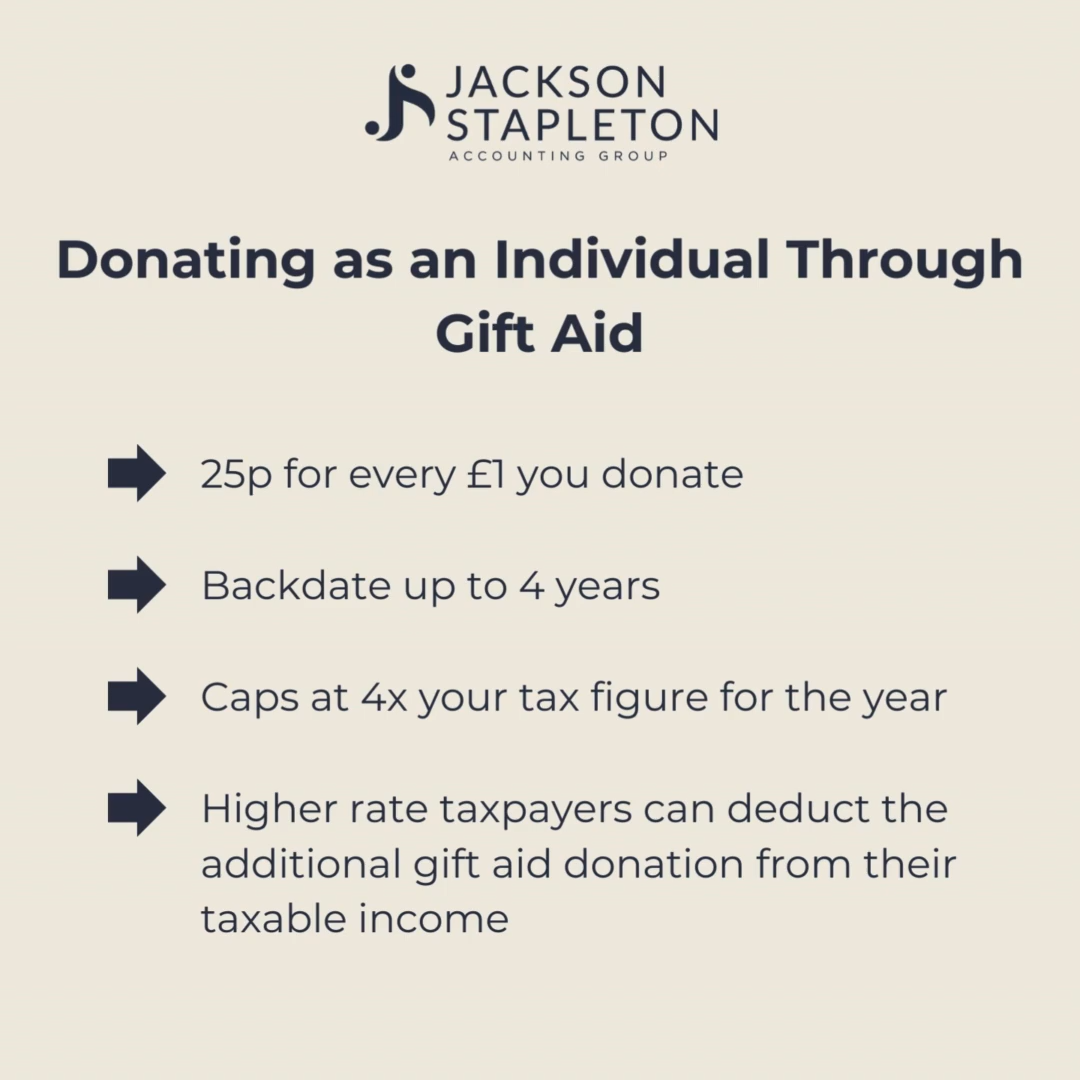 JACKSON
STAPLETON
ACCOUNTING GROUP
Donating as an Individual Through
Gift Aid
25p for every £1 you donate
Backdate up to 4 years
Caps at 4x your tax figure for the year
Higher rate taxpayers can deduct the
additional gift aid donation from their
taxable income